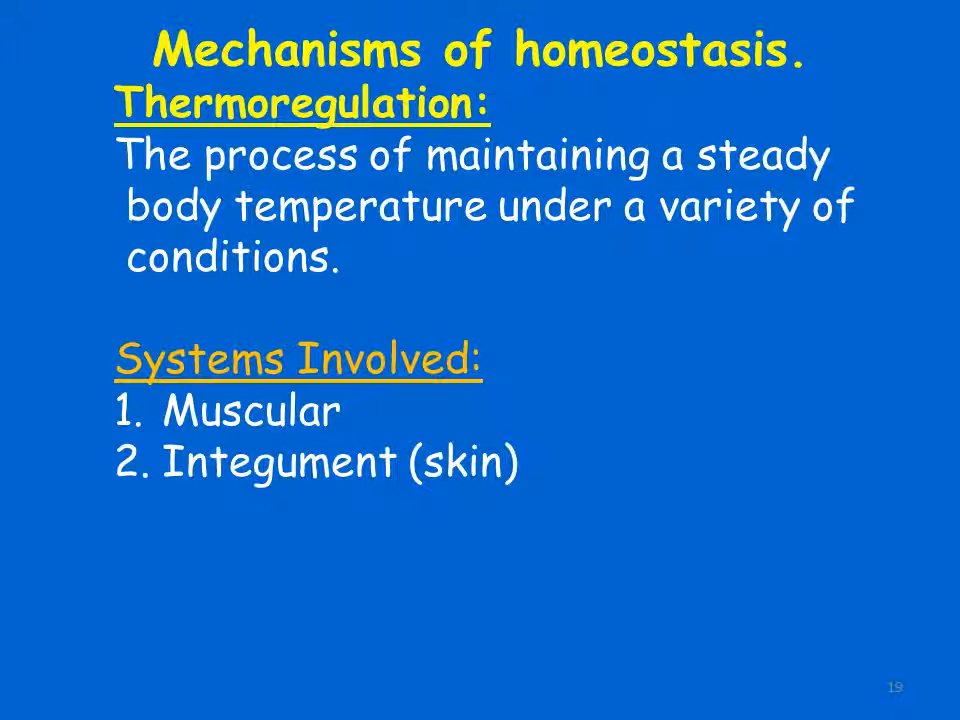 Mechanisms of homeostasis.
Thermoregulation:
The process of maintaining a steady
body temperature under a variety of
conditions.
Systems Involved:
1. Muscular
2. Integument (skin)
19